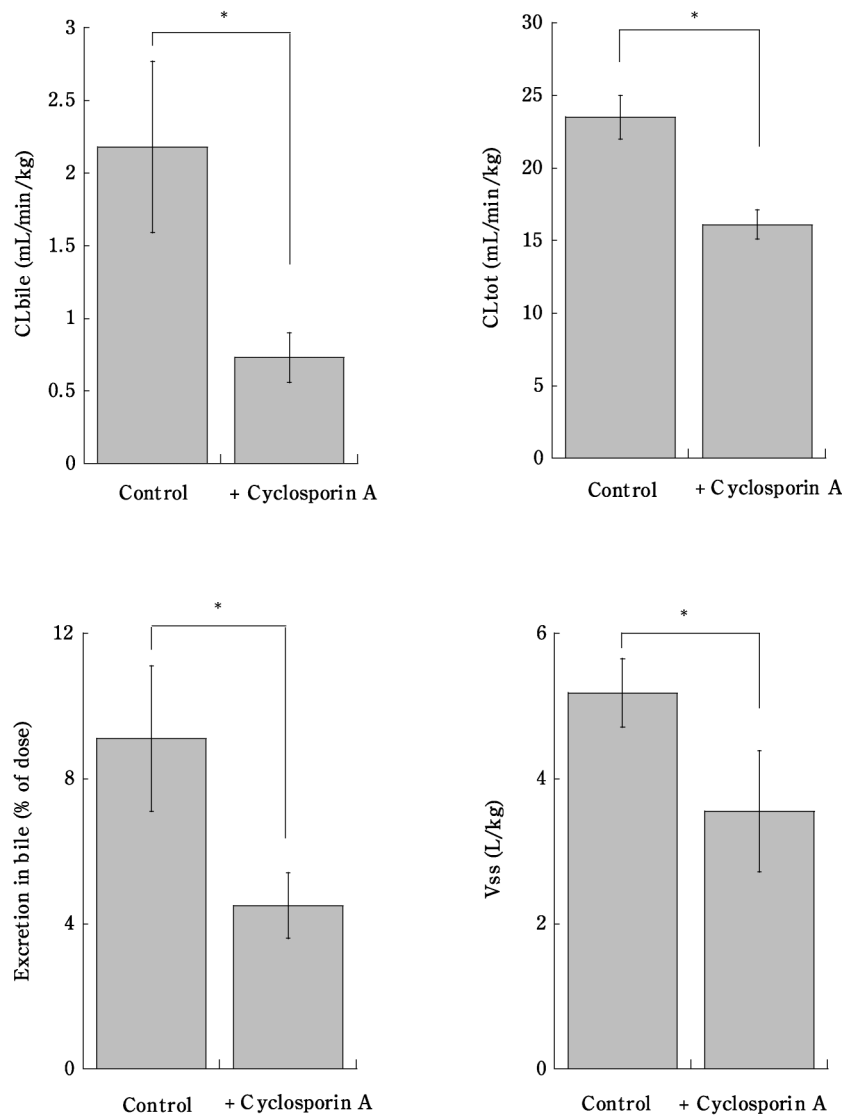 *
3
2.5
2
1.5
1
0.5
0
CLbile (mL/min/kg)
Control
+ Cyclosporin A
*
30
25
20
15
10
5
0
CLtot (mL/min/kg)
Control
+ Cyclosporin A
*
12
8
4
0
Excretion in bile (% of dose)
Control
+ Cyclosporin A
*
6
4
2
0
Vss (L/kg)
Control
+ Cyclosporin A